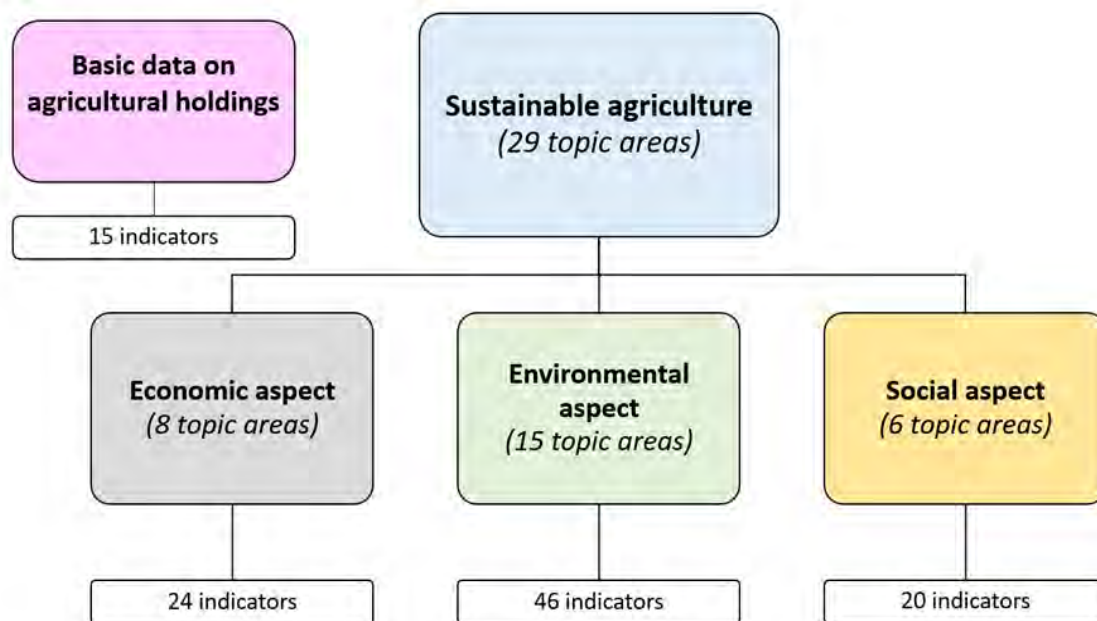 Basic data on
agricultural holdings
15 indicators
Sustainable agriculture
(29 topic areas)
Economic aspect
(8 topic areas)
24 indicators
Environmental
aspect
(15 topic areas)
46 indicators
Social aspect
(6 topic areas)
20 indicators